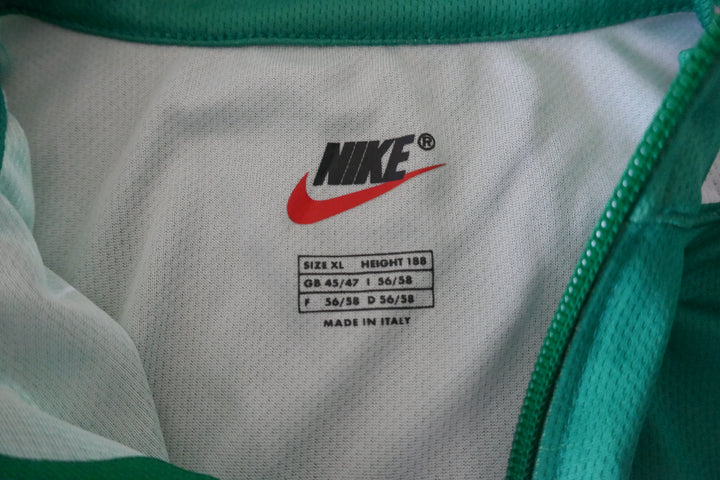 NIKE®
SIZE XL HEIGHT 188
GB 45/47 I 56/58
F 56/58 D 56/58
MADE IN ITALY